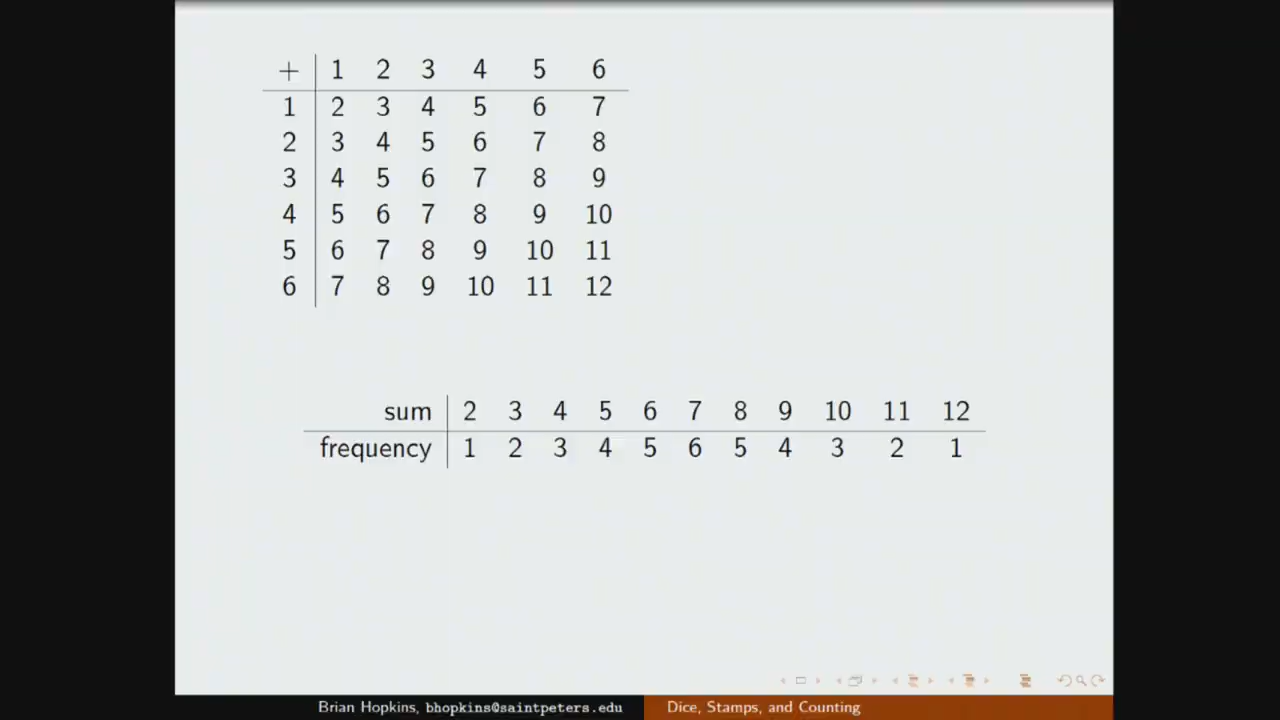 + 1 2 3 4 5 6
1 2 3 4 5 6 7
2 3 4 5 6 7 8
3 4 5 6 7 8 9
4 5 6 7 8 9 10
5 6 7 8 9 10 11
6 7 8 9 10 11 12
sum 2 3 4 5 6 7 8 9 10 11 12
frequency 1 2 3 4 5 6 5 4 3 2 1
Brian Hopkins, bhopkins@saintpeters.edu Dice, Stamps, and Counting